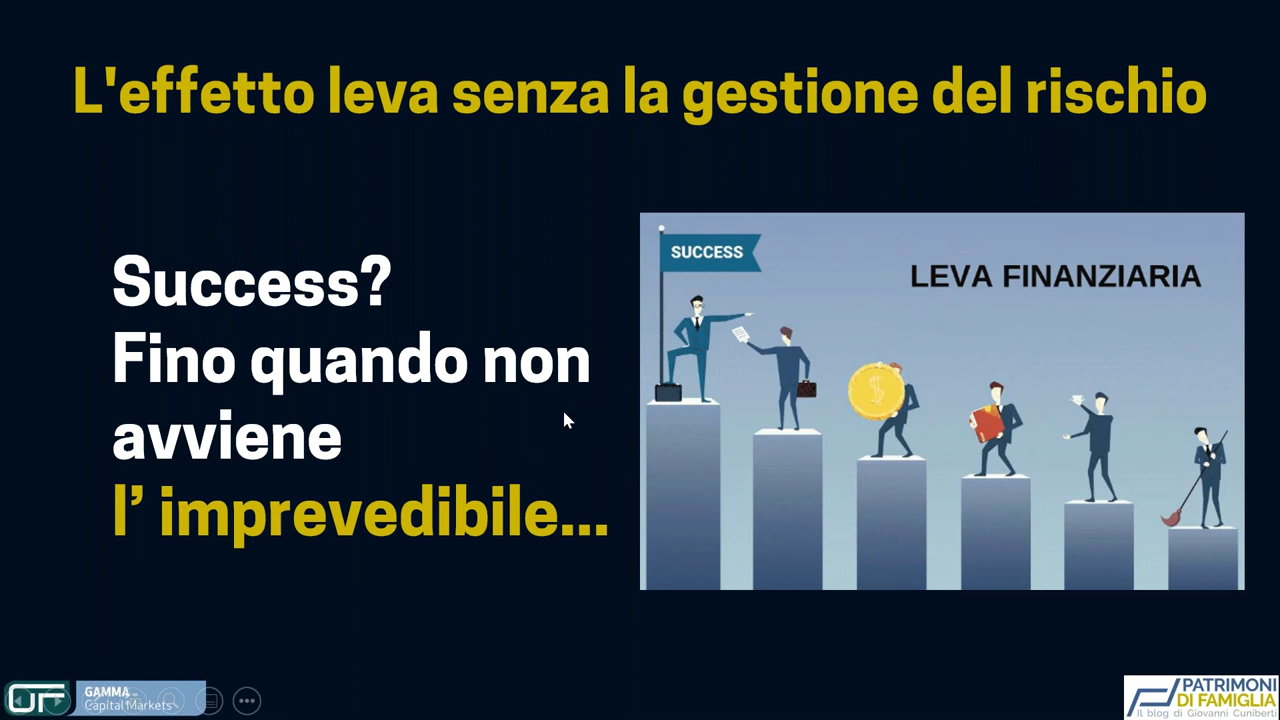 L'effetto leva senza la gestione del rischio
Success?
Fino quando non
avviene
l’ imprevedibile...
SUCCESS
LEVA FINANZIARIA
$
GAMMA
Capital Markets
PATRIMONI
DI FAMIGLIA
Il blog di Giovanni Cuniberti